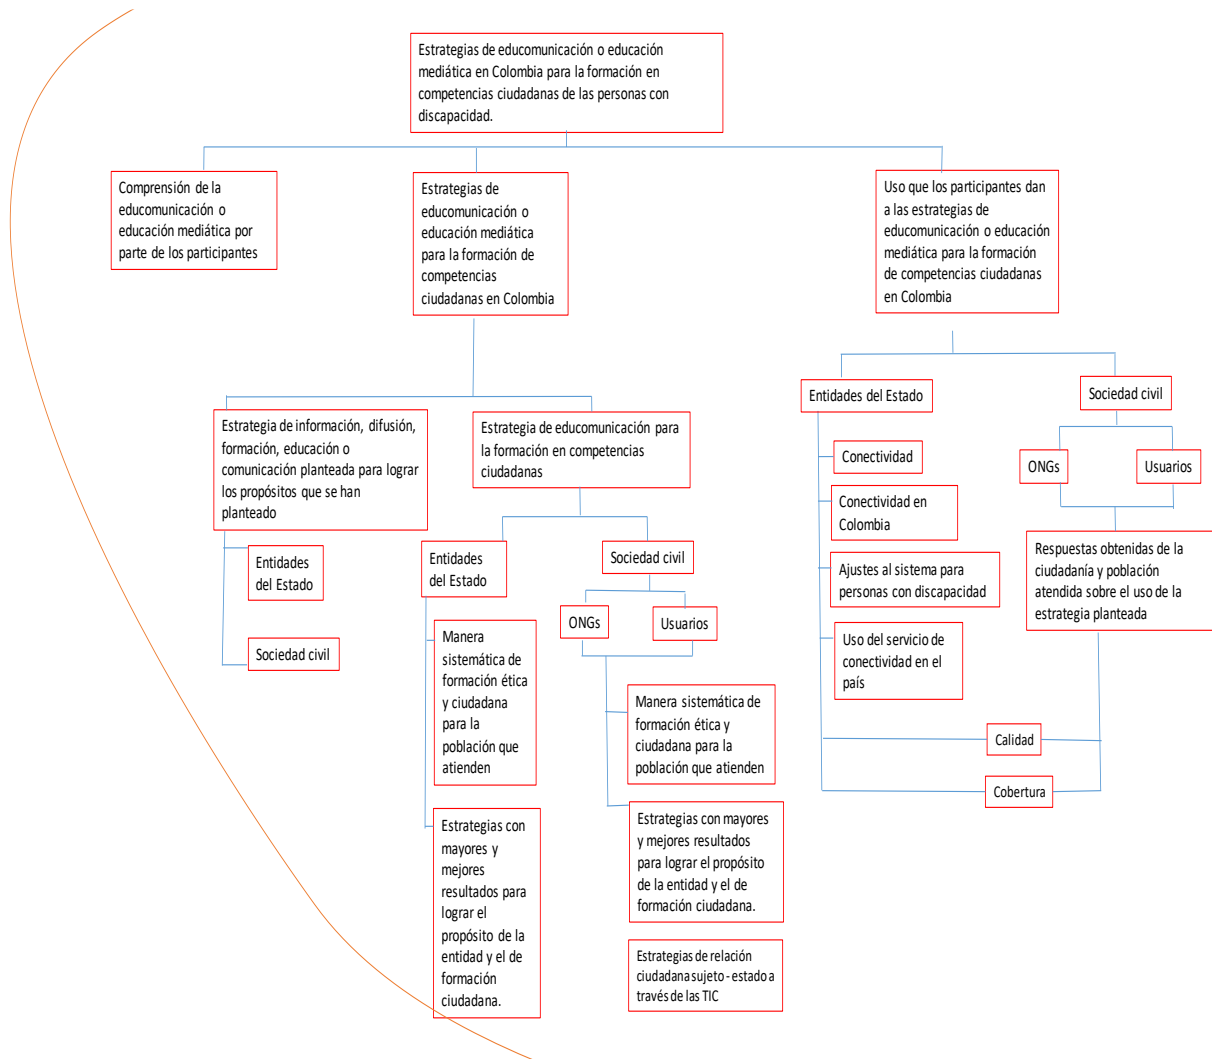 Estrategias de educomunicación o educación
mediática en Colombia para la formación en
competencias ciudadanas de las personas con
discapacidad.
Comprensión de la
educomunicación o
educación mediática por
parte de los participantes
Estrategias de
educomunicación o
educación mediática
para la formación de
competencias
ciudadanas en Colombia
Uso que los participantes dan
a las estrategias de
educomunicación o educación
mediática para la formación
de competencias ciudadanas
en Colombia
Estrategia de información, difusión,
formación, educación o
comunicación planteada para lograr
los propósitos que se han
planteado
Entidades
del Estado
Sociedad civil
Estrategia de educomunicación para
la formación en competencias
ciudadanas
Entidades
del Estado
Manera
sistemática de
formación ética
y ciudadana
para la
población que
atienden
Estrategias con
mayores y
mejores
resultados para
lograr el
propósito de la
entidad y el de
formación
ciudadana.
Sociedad civil
ONGs
Usuarios
Manera sistemática de
formación ética y
ciudadana para la
población que atienden
Estrategias con mayores
y mejores resultados
para lograr el propósito
de la entidad y el de
formación ciudadana.
Estrategias de relación
ciudadana sujeto - estado a
través de las TIC
Entidades del Estado
Conectividad
Conectividad en
Colombia
Ajustes al sistema para
personas con discapacidad
Uso del servicio de
conectividad en el
país
Sociedad civil
ONGs
Usuarios
Respuestas obtenidas de la
ciudadanía y población
atendida sobre el uso de la
estrategia planteada
Calidad
Cobertura